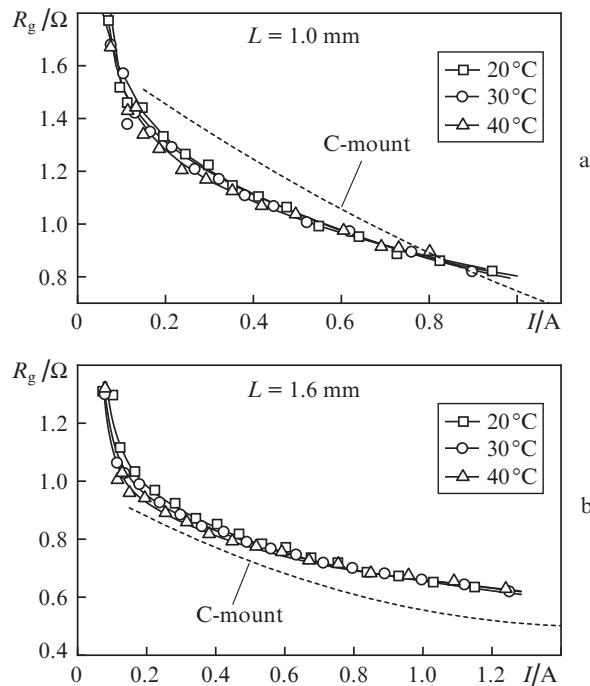 R_g /Ω
L = 1.0 mm
1.6
20 °C
30 °C
1.4
40 °C
C-mount
a
1.2
1.0
0.8
0 0.2 0.4 0.6 0.8 I/A
R_g /Ω
L = 1.6 mm
1.2
20 °C
30 °C
1.0
40 °C
b
0.8
0.6
C-mount
0.4
0 0.2 0.4 0.6 0.8 1.0 1.2 I/A